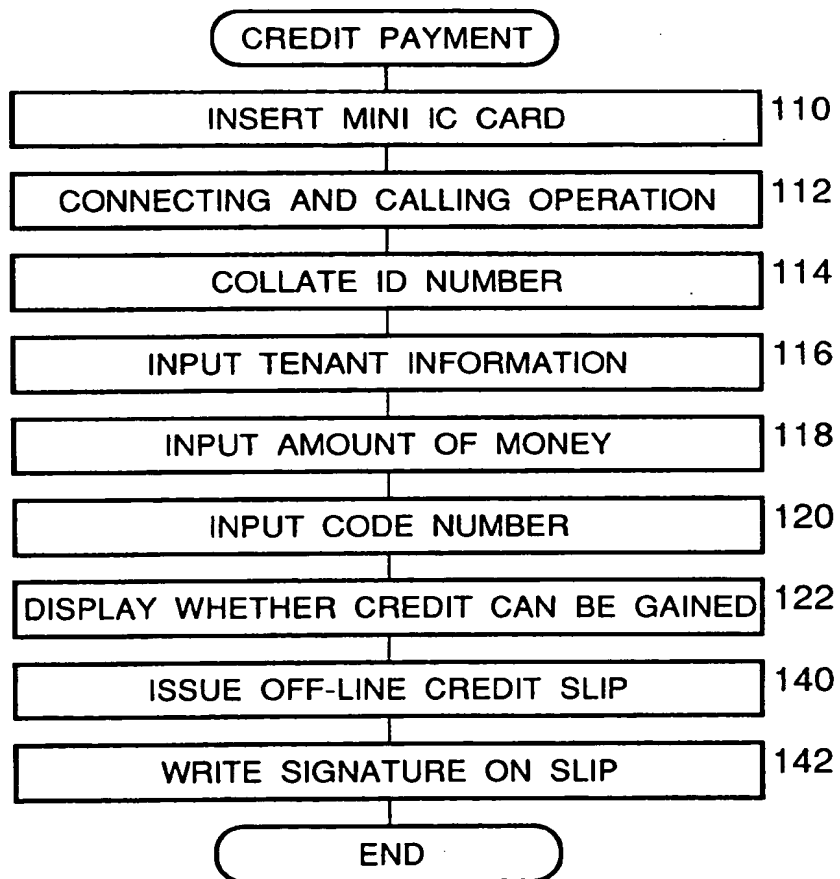 CREDIT PAYMENT
INSERT MINI IC CARD 110
CONNECTING AND CALLING OPERATION 112
COLLATE ID NUMBER 114
INPUT TENANT INFORMATION 116
INPUT AMOUNT OF MONEY 118
INPUT CODE NUMBER 120
DISPLAY WHETHER CREDIT CAN BE GAINED 122
ISSUE OFF-LINE CREDIT SLIP 140
WRITE SIGNATURE ON SLIP 142
END